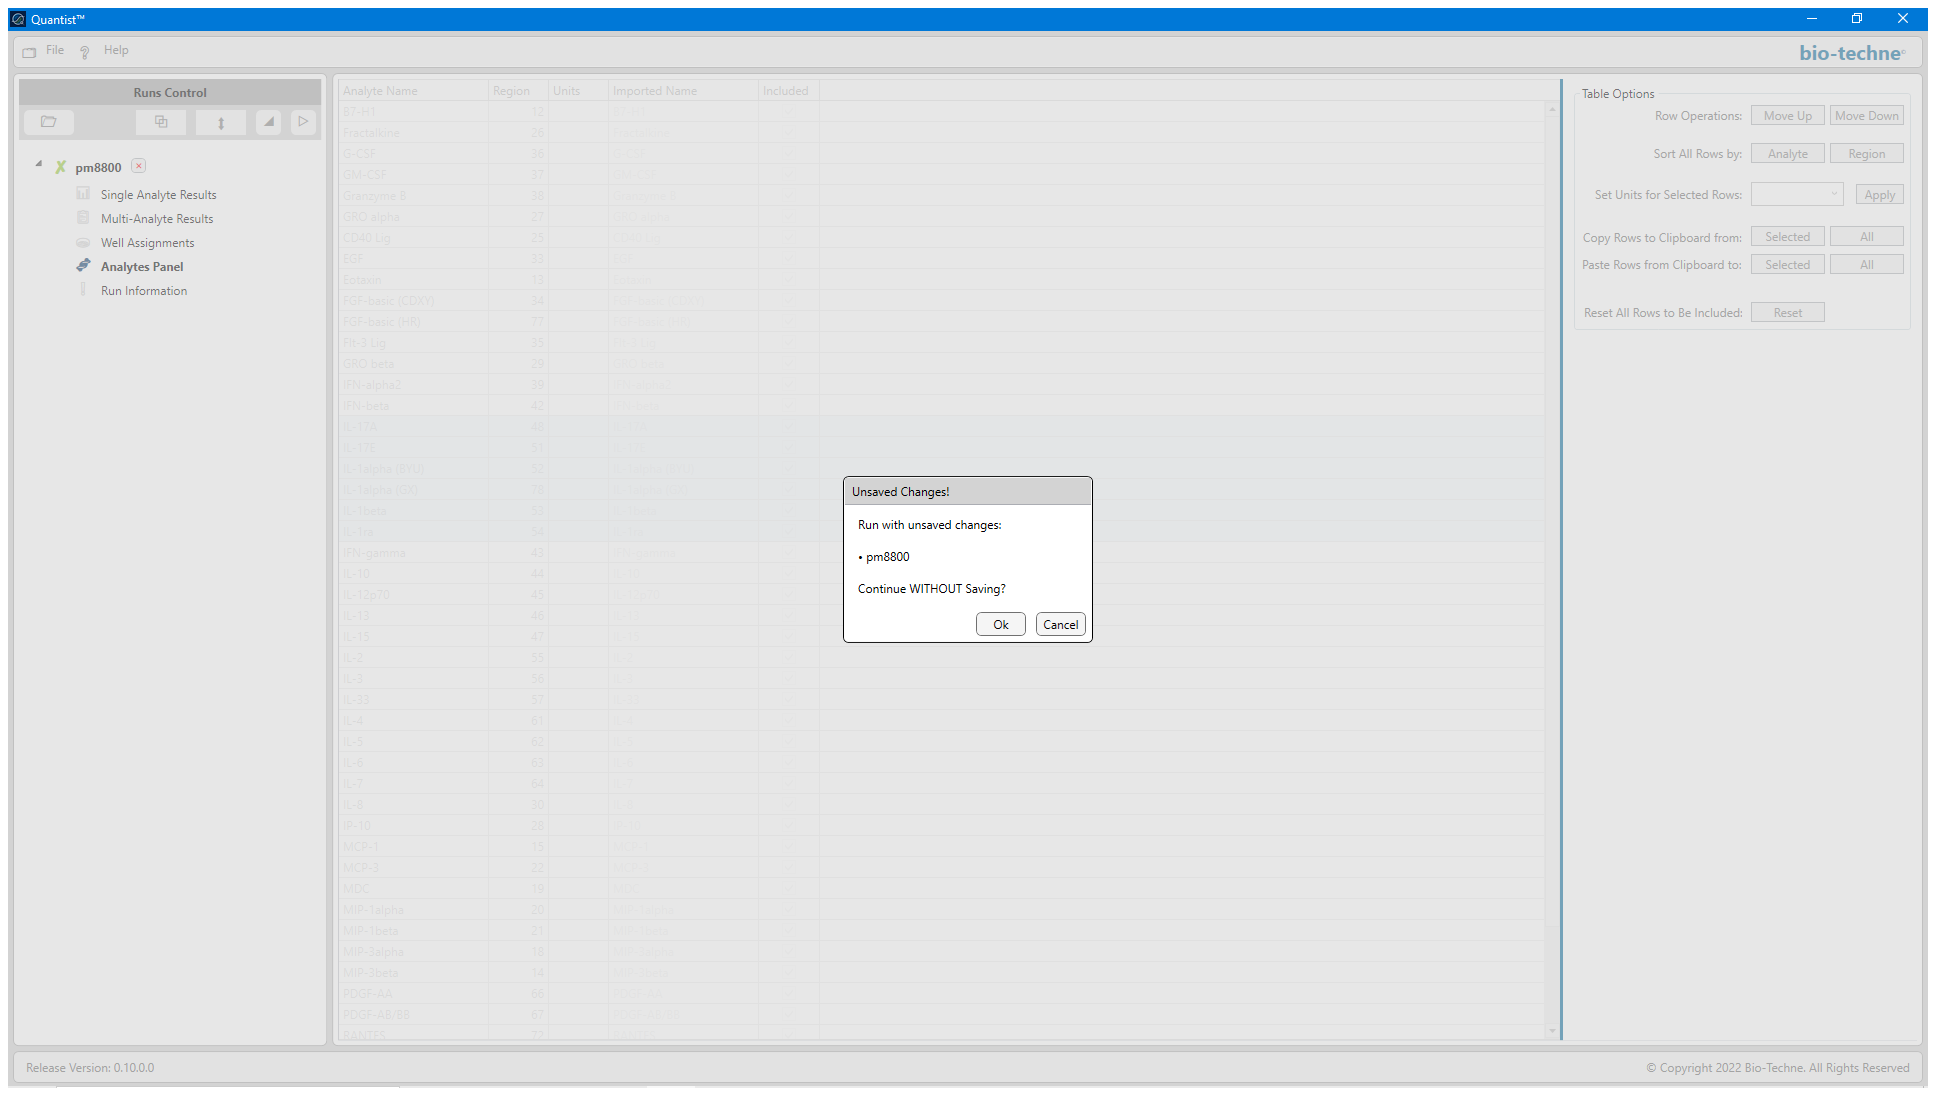 Quantist™
File Help
bio-techne
Runs Control
pm8800
Single Analyte Results
Multi-Analyte Results
Well Assignments
Analytes Panel
Run Information
Analyte Name Region Units Imported Name Included
B7-H1 12
Fractalkine 26 Fractalkine
G-CSF 36 G-CSF
GM-CSF 37 GM-CSF
Granzyme B 38 Granzyme B
GRO alpha 27 GRO alpha
CD40 Lig 25 CD40 Lig
EGF 33 EGF
Eotaxin 13
FGF-basic (CDXY) 34 FGF-basic (CDXY)
FGF-basic (HR) 77 FGF-basic (HR)
Flt-3 Lig 35 Flt-3 Lig
GRO beta 29 GRO beta
IFN-alpha2 39 IFN-alpha2
IFN-beta 42 IFN-beta
IL-17A 48 IL-17A
IL-17E 51 IL-17E
IL-1alpha (BYU) 52 IL-1alpha (BYU)
IL-1alpha (GX) 78 IL-1alpha (GX)
IL-1beta 53 IL-1beta
IL-1ra 54 IL-1ra
IFN-gamma 43 IFN-gamma
IL-10 44 IL-10
IL-12p70 45 IL-12p70
IL-13 46 IL-13
IL-15 47 IL-15
IL-2 55 IL-2
IL-3 56 IL-3
IL-33 57 IL-33
IL-4 61 IL-4
IL-5 62 IL-5
IL-6 63 IL-6
IL-7 64 IL-7
IL-8 30 IL-8
IP-10 28 IP-10
MCP-1 15 MCP-1
MCP-3 22 MCP-3
MDC 19 MDC
MIP-1alpha 20 MIP-1alpha
MIP-1beta 21 MIP-1beta
MIP-3alpha 18 MIP-3alpha
MIP-3beta 14 MIP-3beta
PDGF-AA 66 PDGF-AA
PDGF-AB/BB 67 PDGF-AB/BB
RANTES 72 RANTES
Unsaved Changes!
Run with unsaved changes:
• pm8800
Continue WITHOUT Saving?
Ok Cancel
Table Options
Row Operations: Move Up Move Down
Sort All Rows by: Analyte Region
Set Units for Selected Rows: Apply
Copy Rows to Clipboard from: Selected All
Paste Rows from Clipboard to: Selected All
Reset All Rows to Be Included: Reset
Release Version: 0.10.0.0
© Copyright 2022 Bio-Techne. All Rights Reserved